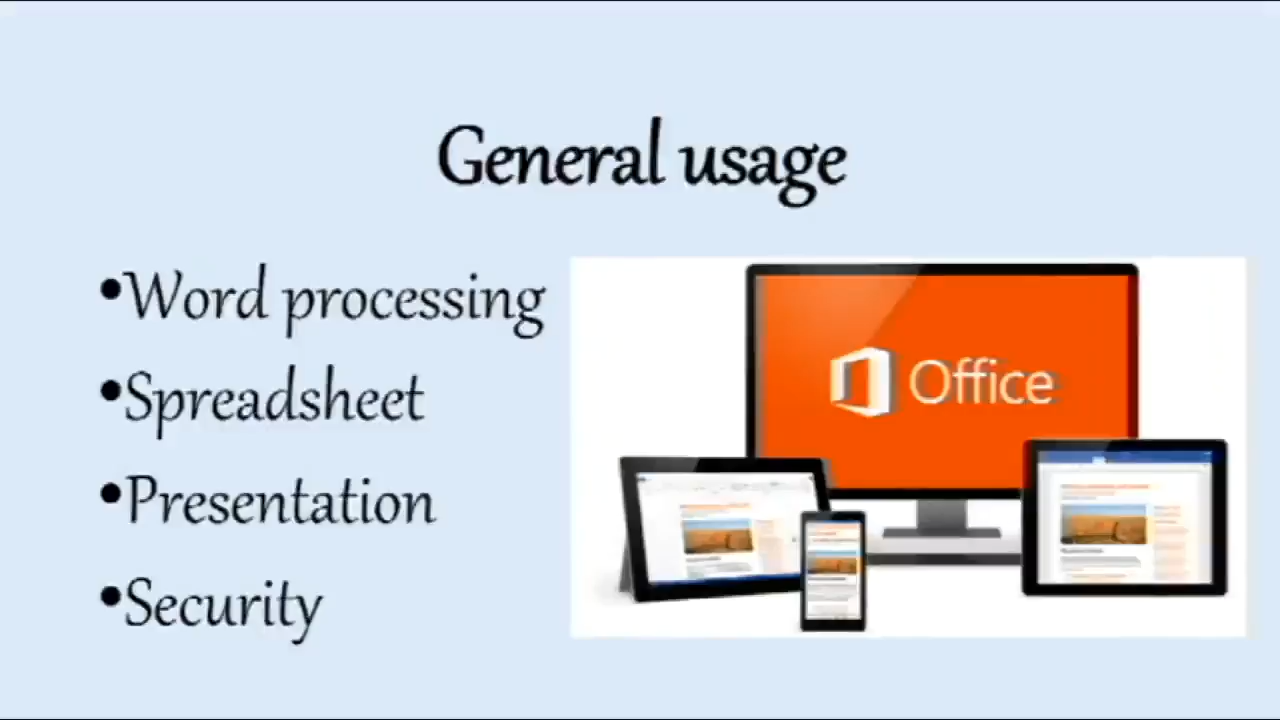 General usage
•Word processing
•Spreadsheet
•Presentation
•Security
Office